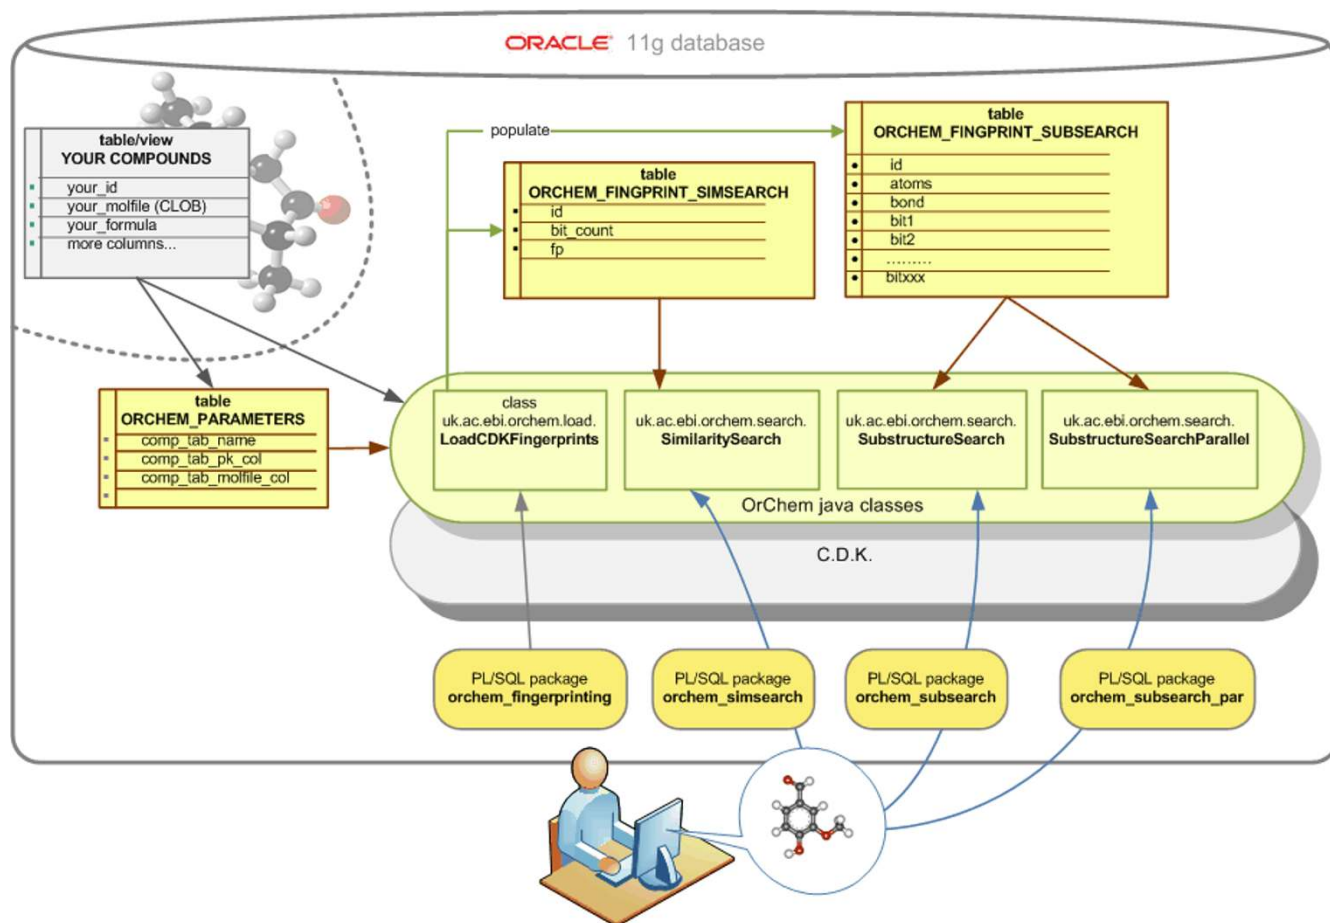 ORACLE® 11g database
table/view
YOUR COMPOUNDS
your_id
your_molfile (CLOB)
your_formula
more columns...
populate
table
ORCHEM_FINGPRINT_SIMSEARCH
id
bit_count
fp
table
ORCHEM_FINGPRINT_SUBSEARCH
id
atoms
bond
bit1
bit2
.........
bitxxx
table
ORCHEM_PARAMETERS
comp_tab_name
comp_tab_pk_col
comp_tab_molfile_col
class
uk.ac.ebi.orchem.load.
LoadCDKFingerprints
uk.ac.ebi.orchem.search.
SimilaritySearch
uk.ac.ebi.orchem.search.
SubstructureSearch
uk.ac.ebi.orchem.search.
SubstructureSearchParallel
OrChem java classes
C.D.K.
PL/SQL package
orchem_fingerprinting
PL/SQL package
orchem_simsearch
PL/SQL package
orchem_subsearch
PL/SQL package
orchem_subsearch_par